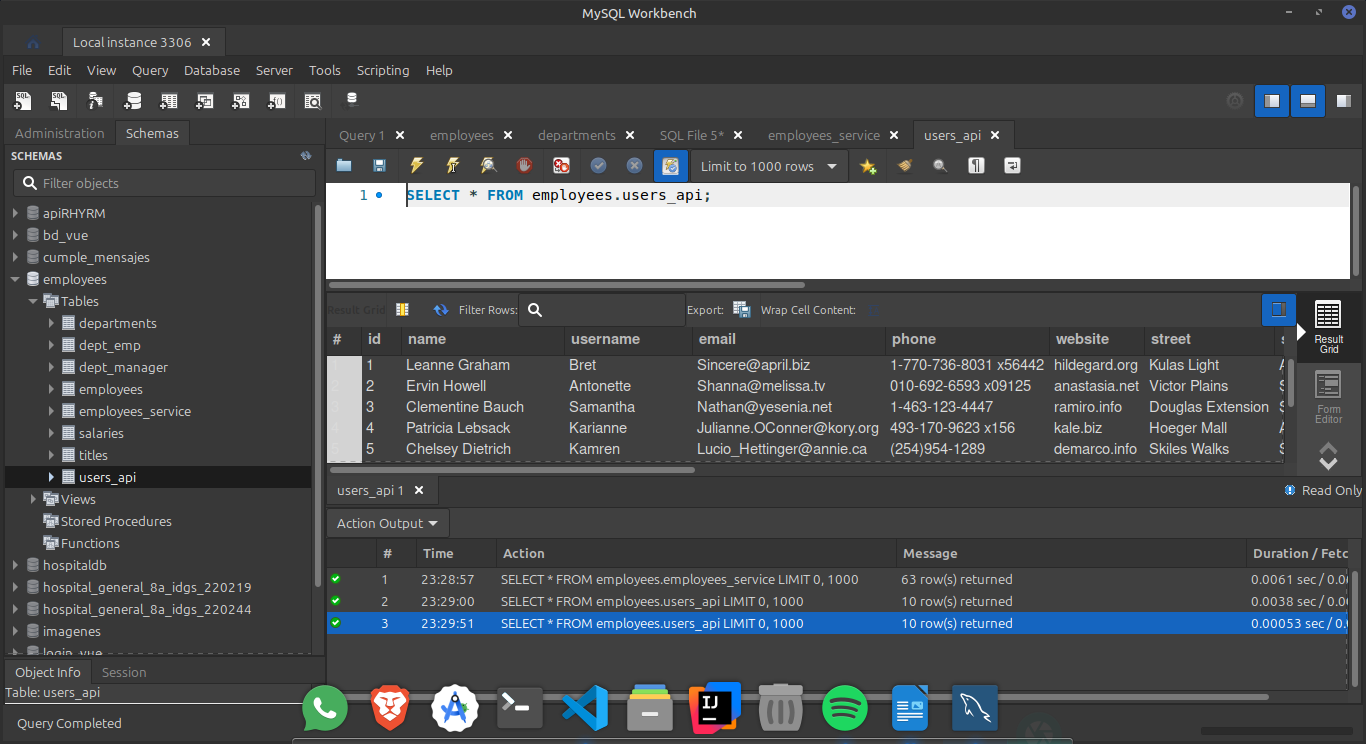 MySQL Workbench
Local instance 3306
File Edit View Query Database Server Tools Scripting Help
Administration Schemas
SCHEMAS
Filter objects
apiRHYRM
bd_vue
cumple_mensajes
employees
Tables
departments
dept_emp
dept_manager
employees
employees_service
salaries
titles
users_api
Views
Stored Procedures
Functions
hospitaldb
hospital_general_8a_idgs_220219
hospital_general_8a_idgs_220244
imagenes
login_vue
Object Info Session
Table: users_api
Query Completed
Query 1 employees departments SQL File 5* employees_service users_api
Limit to 1000 rows
1 SELECT * FROM employees.users_api;
Result Grid Filter Rows: Export: Wrap Cell Content:
# id name username email phone website street
1 Leanne Graham Bret Sincere@april.biz 1-770-736-8031 x56442 hildegard.org Kulas Light
2 Ervin Howell Antonette Shanna@melissa.tv 010-692-6593 x09125 anastasia.net Victor Plains
3 Clementine Bauch Samantha Nathan@yesenia.net 1-463-123-4447 ramiro.info Douglas Extension
4 Patricia Lebsack Karianne Julianne.OConner@kory.org 493-170-9623 x156 kale.biz Hoeger Mall
5 Chelsey Dietrich Kamren Lucio_Hettinger@annie.ca (254)954-1289 demarco.info Skiles Walks
Result
Grid
Form
Editor
users_api 1
Read Only
Action Output
# Time Action Message Duration / Fetc
1 23:28:57 SELECT * FROM employees.employees_service LIMIT 0, 1000 63 row(s) returned 0.0061 sec / 0.0
2 23:29:00 SELECT * FROM employees.users_api LIMIT 0, 1000 10 row(s) returned 0.0038 sec / 0.0
3 23:29:51 SELECT * FROM employees.users_api LIMIT 0, 1000 10 row(s) returned 0.00053 sec / 0.
IJ